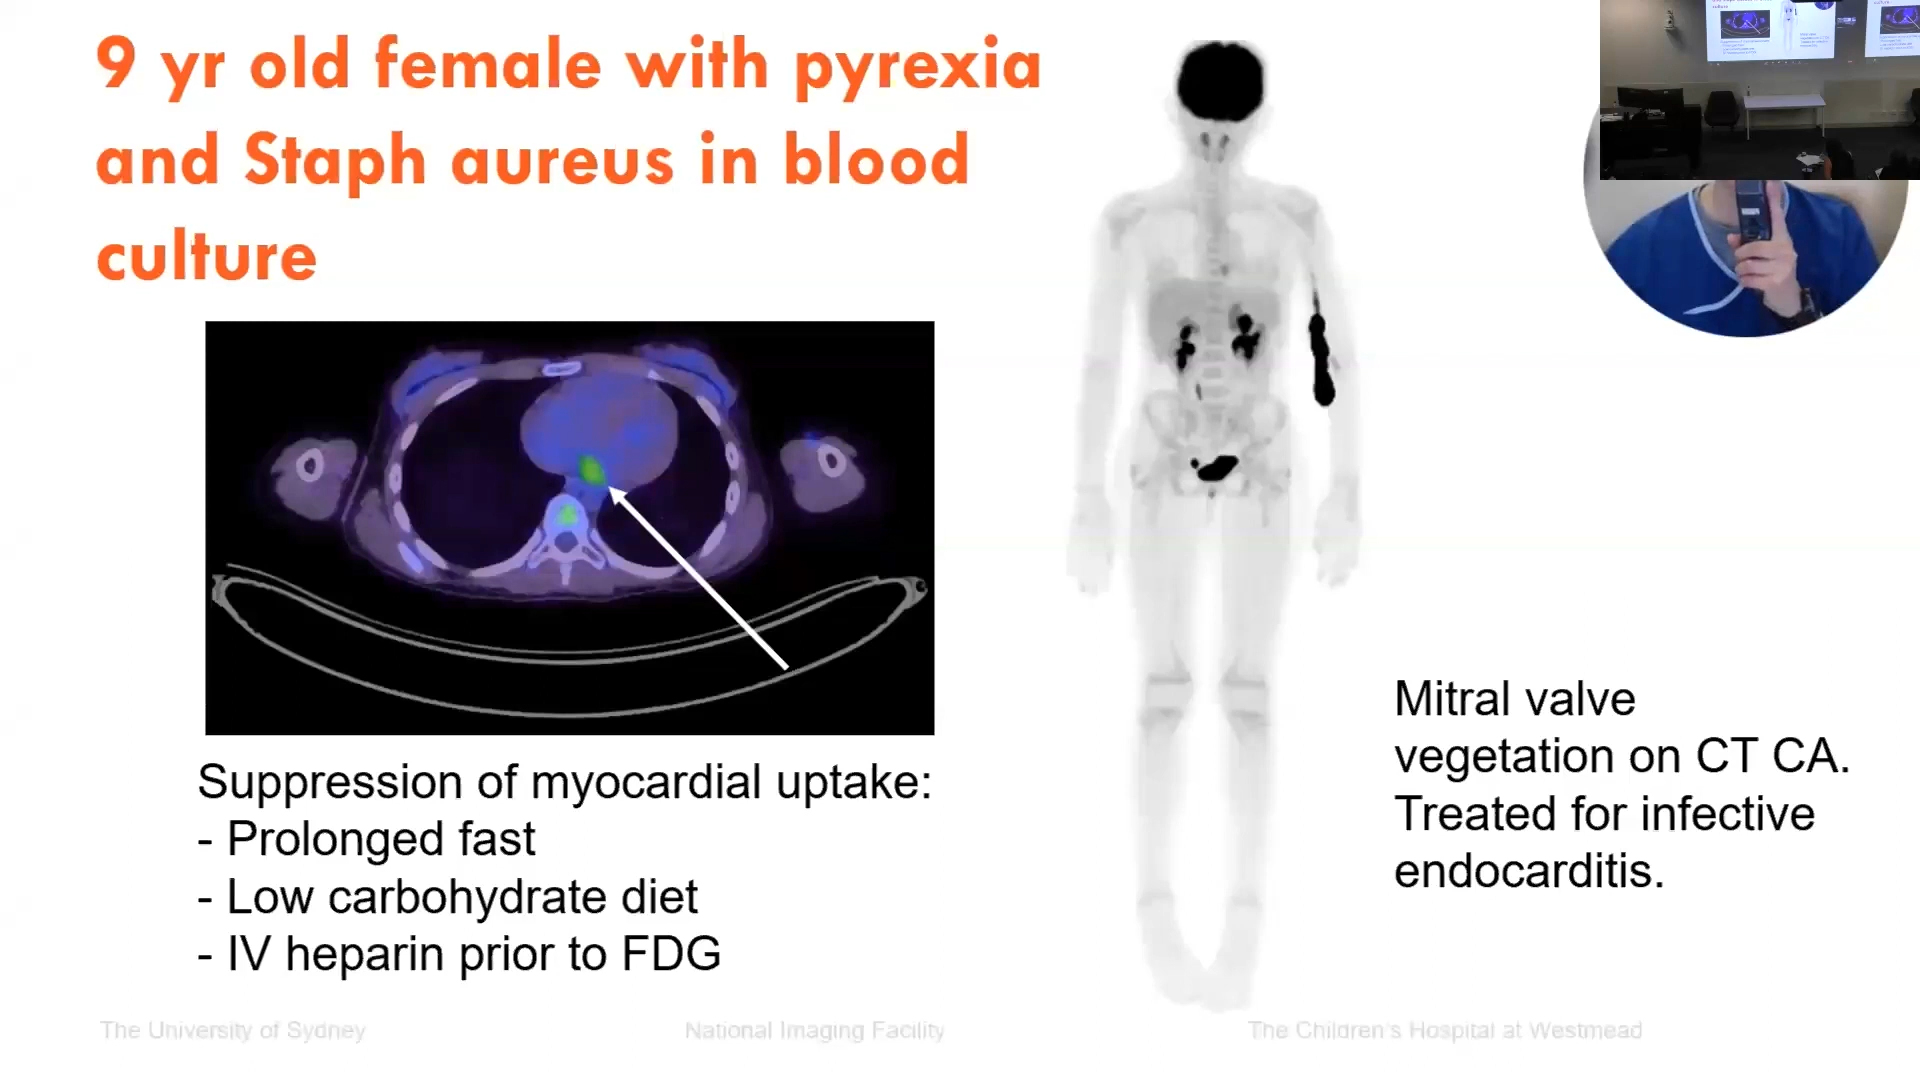 9 yr old female with pyrexia
and Staph aureus in blood
culture
Suppression of myocardial uptake:
- Prolonged fast
- Low carbohydrate diet
- IV heparin prior to FDG
Mitral valve
vegetation on CT CA.
Treated for infective
endocarditis.
The University of Sydney
National Imaging Facility
The Children's Hospital at Westmead